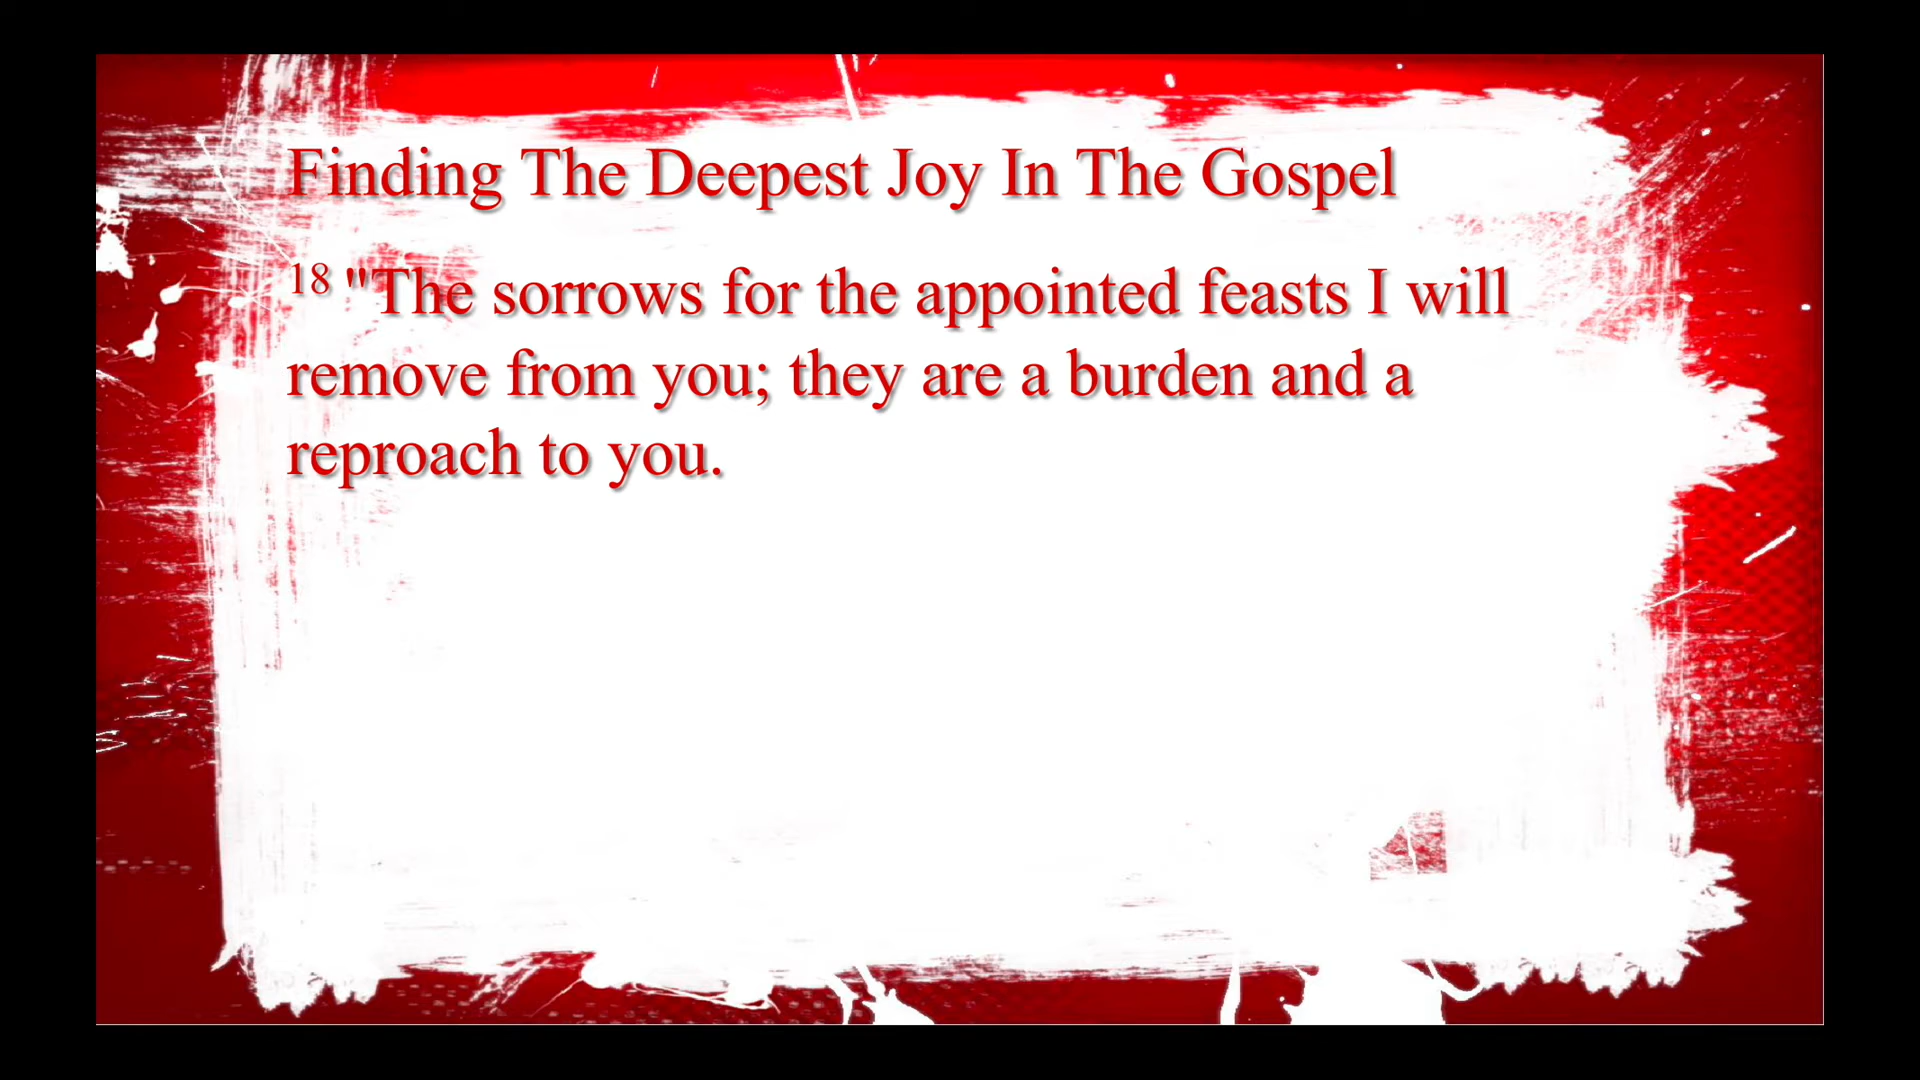 Finding The Deepest Joy In The Gospel
18 "The sorrows for the appointed feasts I will
remove from you; they are a burden and a
reproach to you.